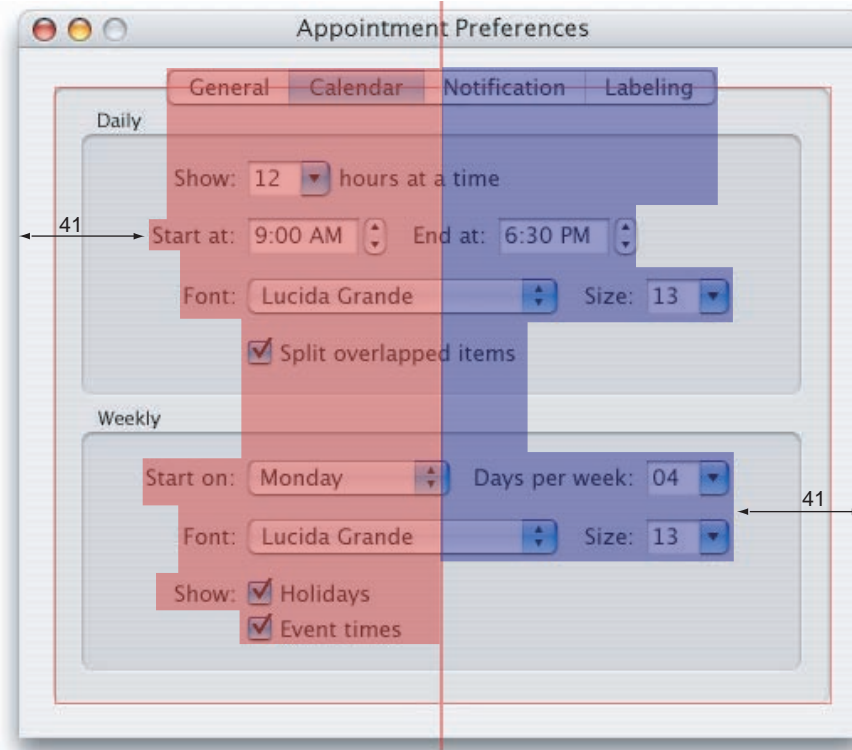 Appointment Preferences
General Calendar Notification Labeling
Daily
Show: 12 hours at a time
41
Start at: 9:00 AM End at: 6:30 PM
Font: Lucida Grande Size: 13
Split overlapped items
Weekly
Start on: Monday Days per week: 04
41
Font: Lucida Grande Size: 13
Show: Holidays
Event times